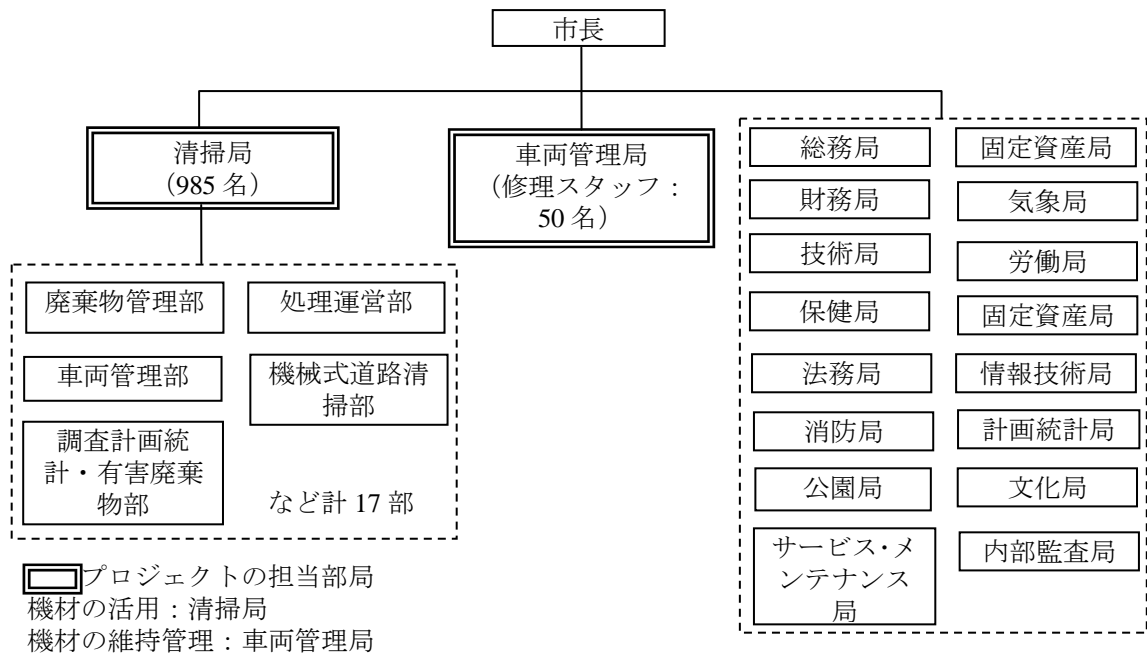 市長
清掃局
（985 名）
車両管理局
（修理スタッフ：
50 名）
廃棄物管理部
処理運営部
車両管理部
機械式道路清
掃部
調査計画統
計・有害廃棄
物部
など計 17 部
総務局
固定資産局
財務局
気象局
技術局
労働局
保健局
固定資産局
法務局
情報技術局
消防局
計画統計局
公園局
文化局
サービス・メ
ンテナンス
局
内部監査局
プロジェクトの担当部局
機材の活用：清掃局
機材の維持管理：車両管理局